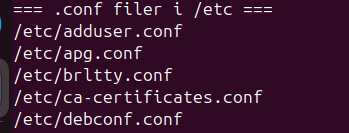 === .conf filer i /etc ===
/etc/adduser.conf
/etc/apg.conf
/etc/brltty.conf
/etc/ca-certificates.conf
/etc/debconf.conf